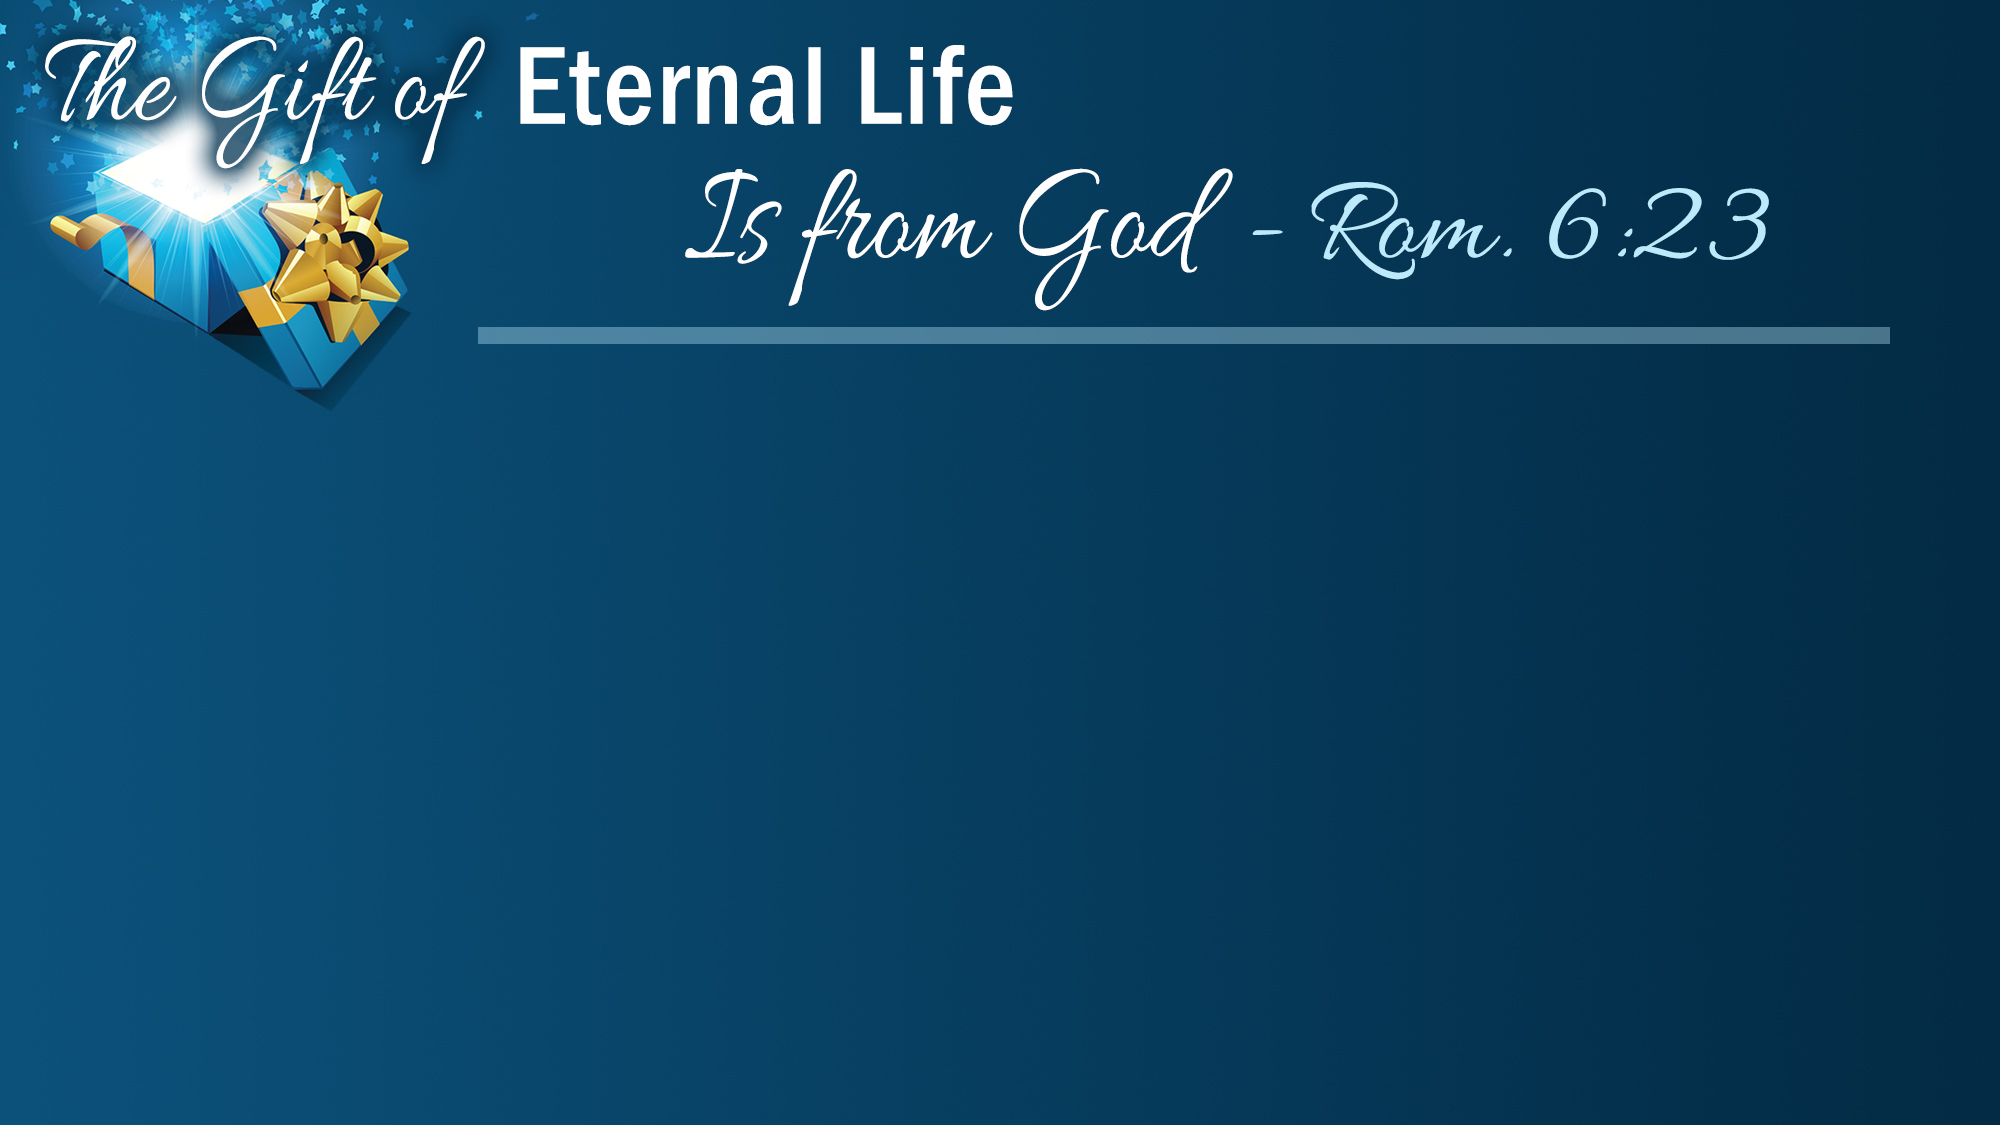 The Gift of Eternal Life
Is from God - Rom. 6:23